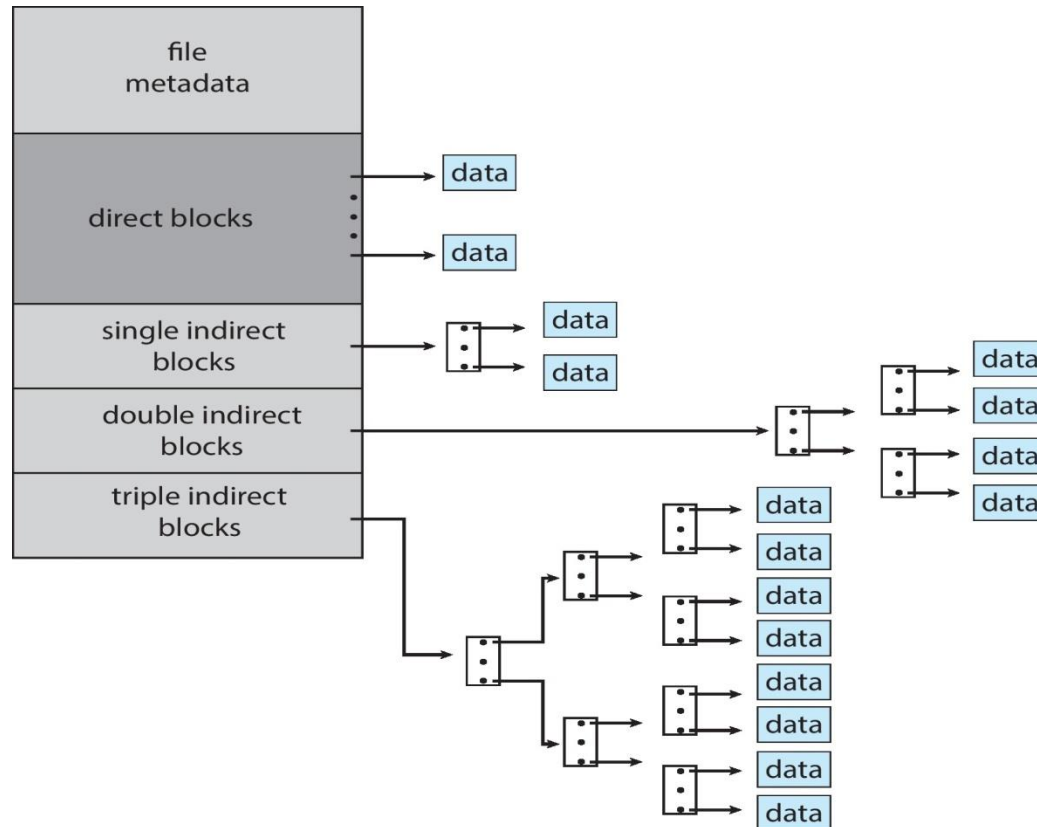 file
metadata
direct blocks
data
data
single indirect
blocks
data
data
double indirect
blocks
data
data
data
data
triple indirect
blocks
data
data
data
data
data
data
data
data